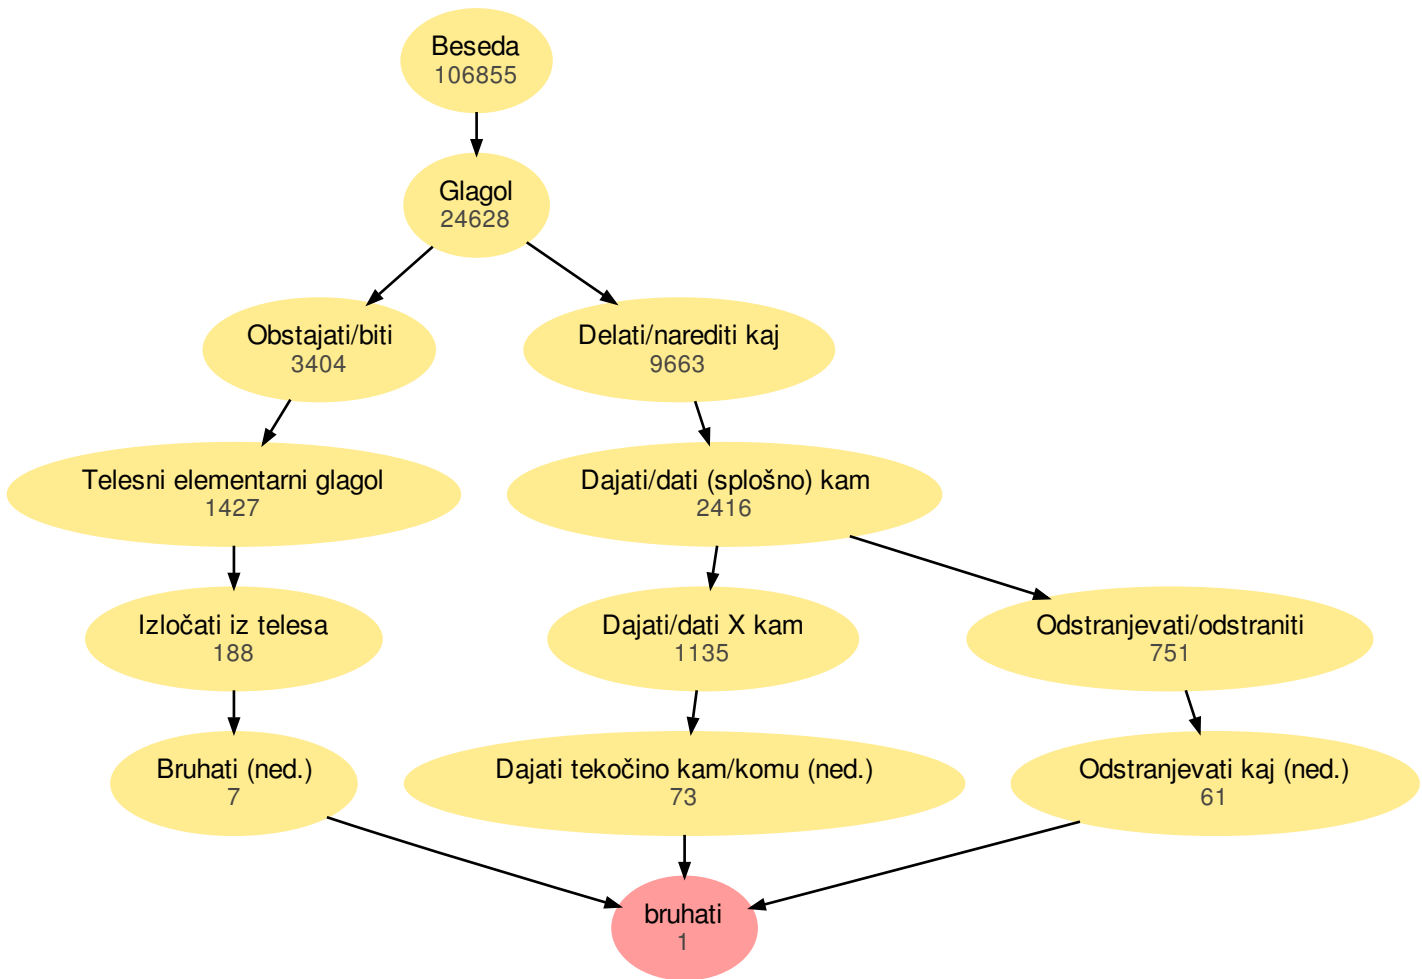 Beseda
106855
Glagol
24628
Obstajati/biti
3404
Delati/narediti kaj
9663
Telesni elementarni glagol
1427
Dajati/dati (splošno) kam
2416
Izločati iz telesa
188
Dajati/dati X kam
1135
Odstranjevati/odstraniti
751
Bruhati (ned.)
7
Dajati tekočino kam/komu (ned.)
73
Odstranjevati kaj (ned.)
61
bruhati
1